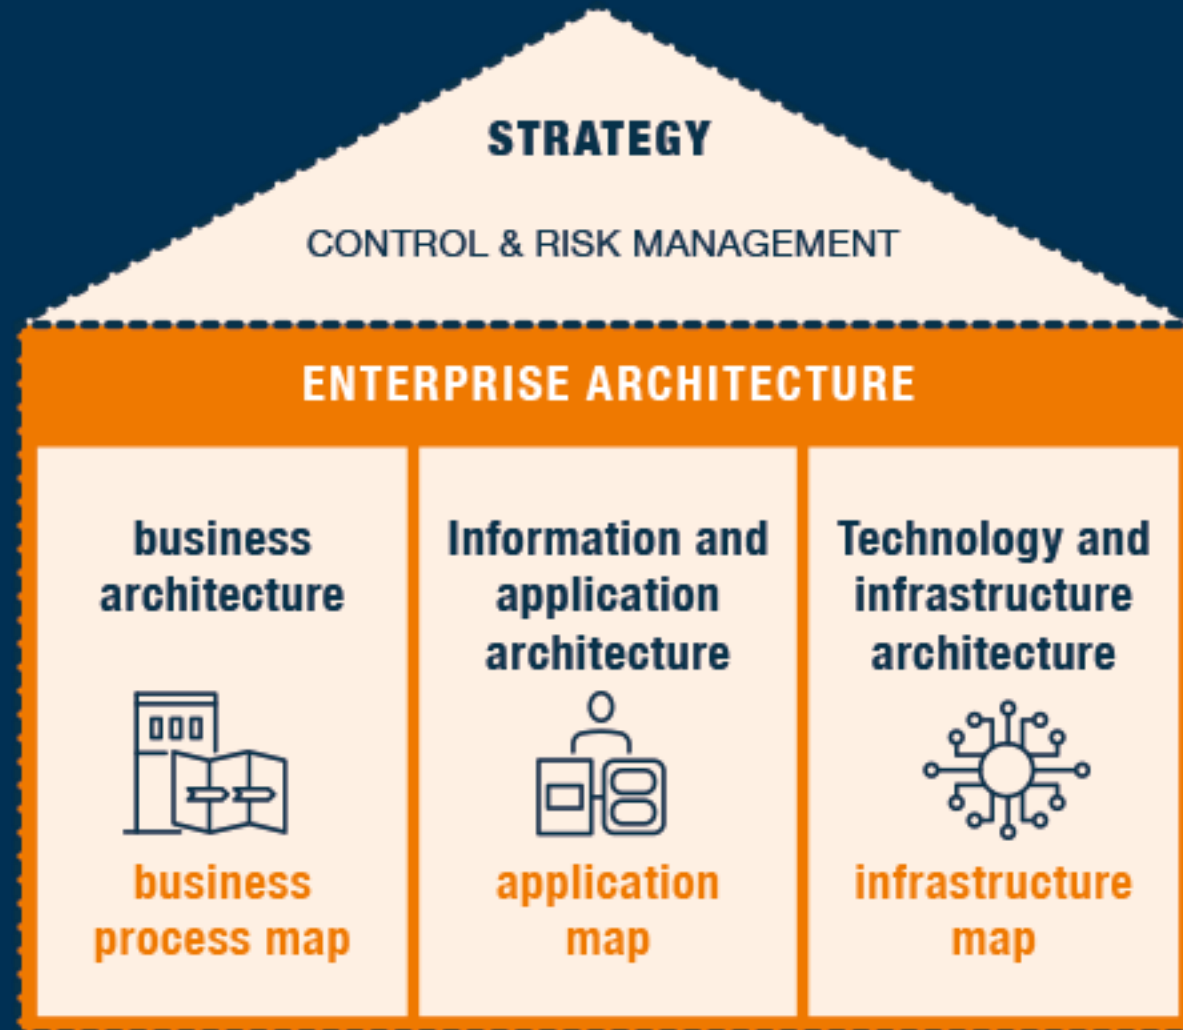 STRATEGY
CONTROL & RISK MANAGEMENT
ENTERPRISE ARCHITECTURE
business
architecture
business
process map
Information and
application
architecture
application
map
Technology and
infrastructure
architecture
infrastructure
map